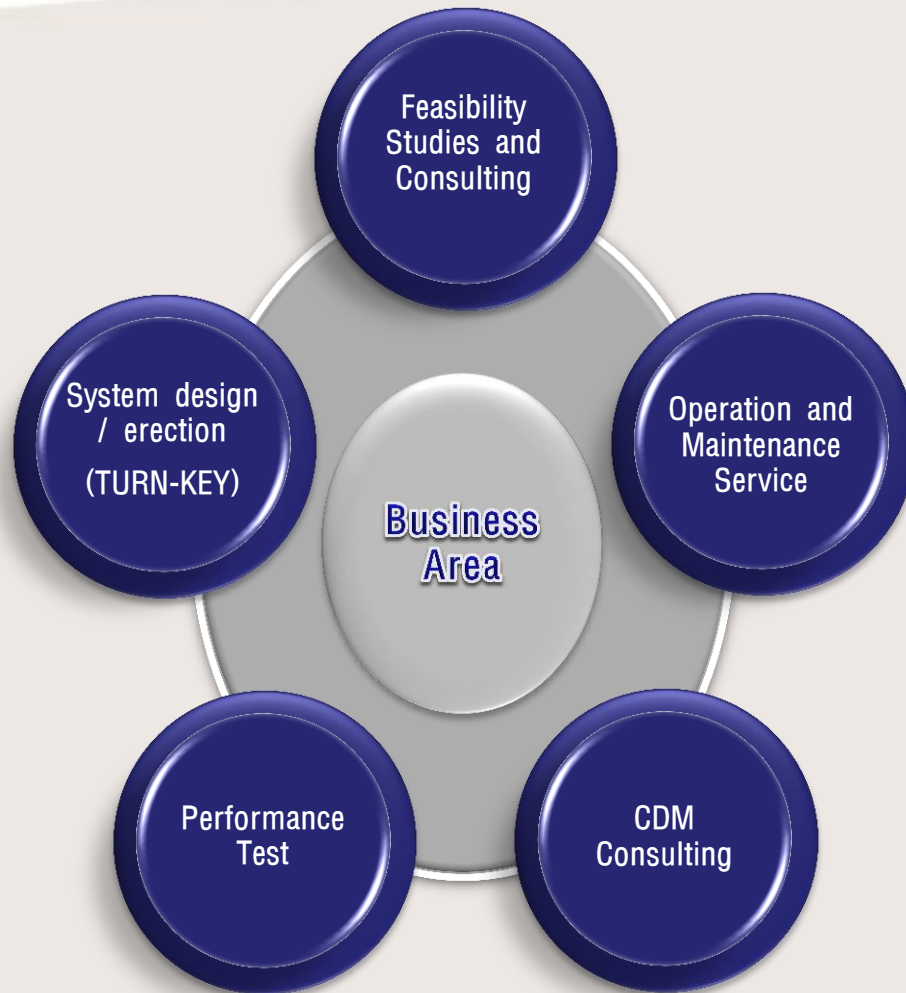 Feasibility
Studies and
Consulting
System design
/ erection
(TURN-KEY)
Operation and
Maintenance
Service
Business
Area
Performance
Test
CDM
Consulting